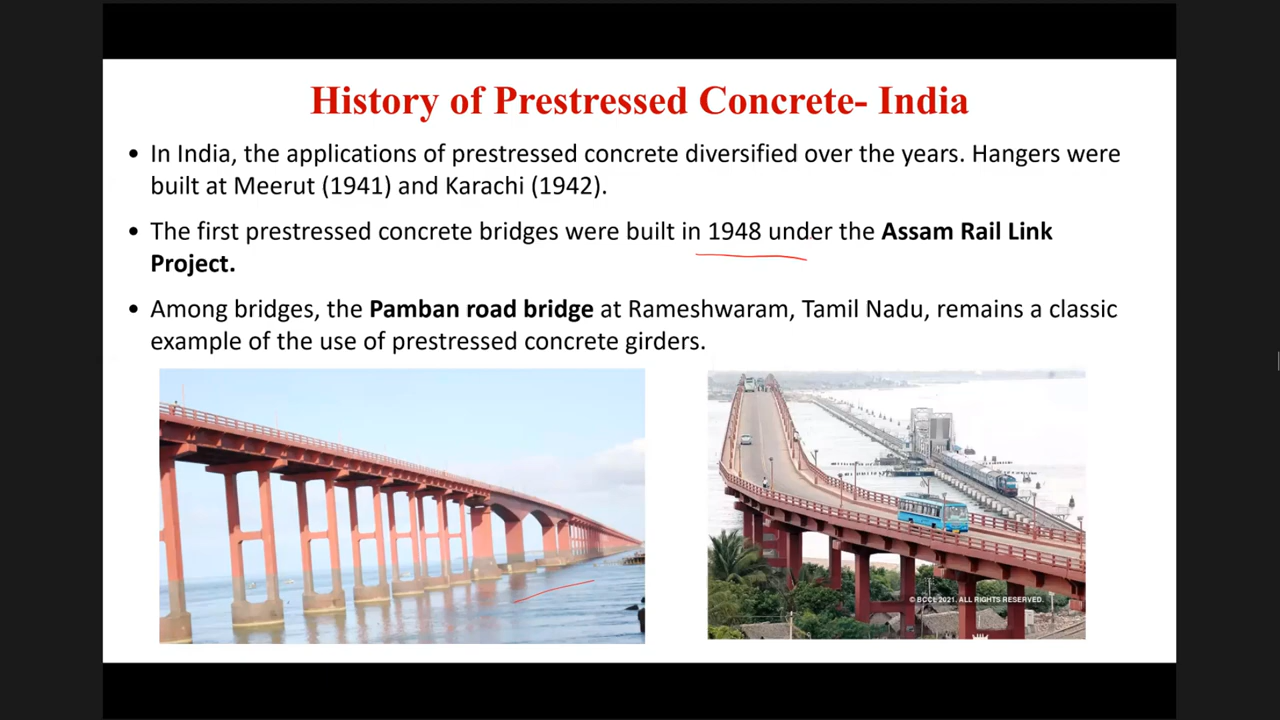 History of Prestressed Concrete- India
• In India, the applications of prestressed concrete diversified over the years. Hangers were
built at Meerut (1941) and Karachi (1942).
• The first prestressed concrete bridges were built in 1948 under the Assam Rail Link
Project.
• Among bridges, the Pamban road bridge at Rameshwaram, Tamil Nadu, remains a classic
example of the use of prestressed concrete girders.
© BCCL 2021. ALL RIGHTS RESERVED.